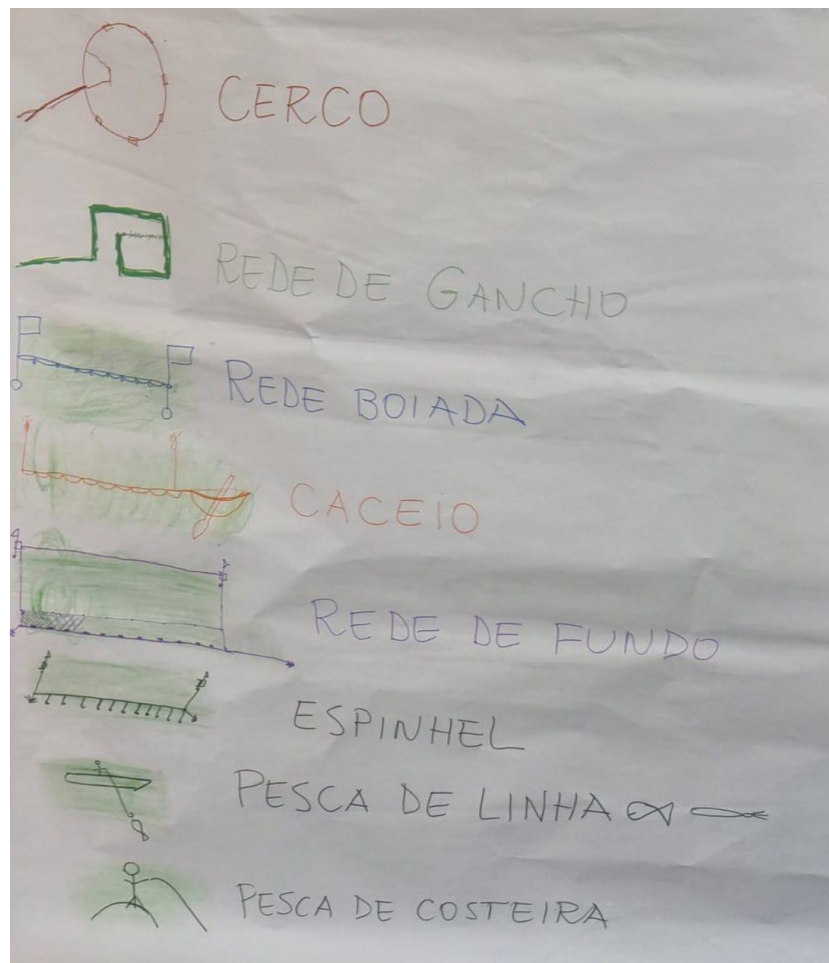 CERCO
REDE DE GANCHO
REDE BOIADA
CACEIO
REDE DE FUNDO
ESPINHEL
PESCA DE LINHA
PESCA DE COSTEIRA